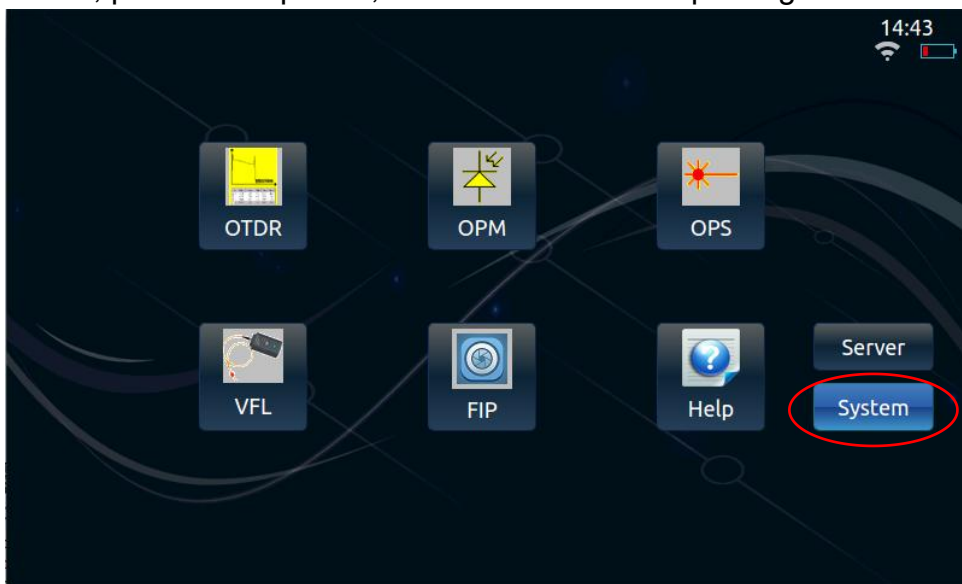 14:43
OTDR
OPM
OPS
Server
VFL
FIP
Help
System